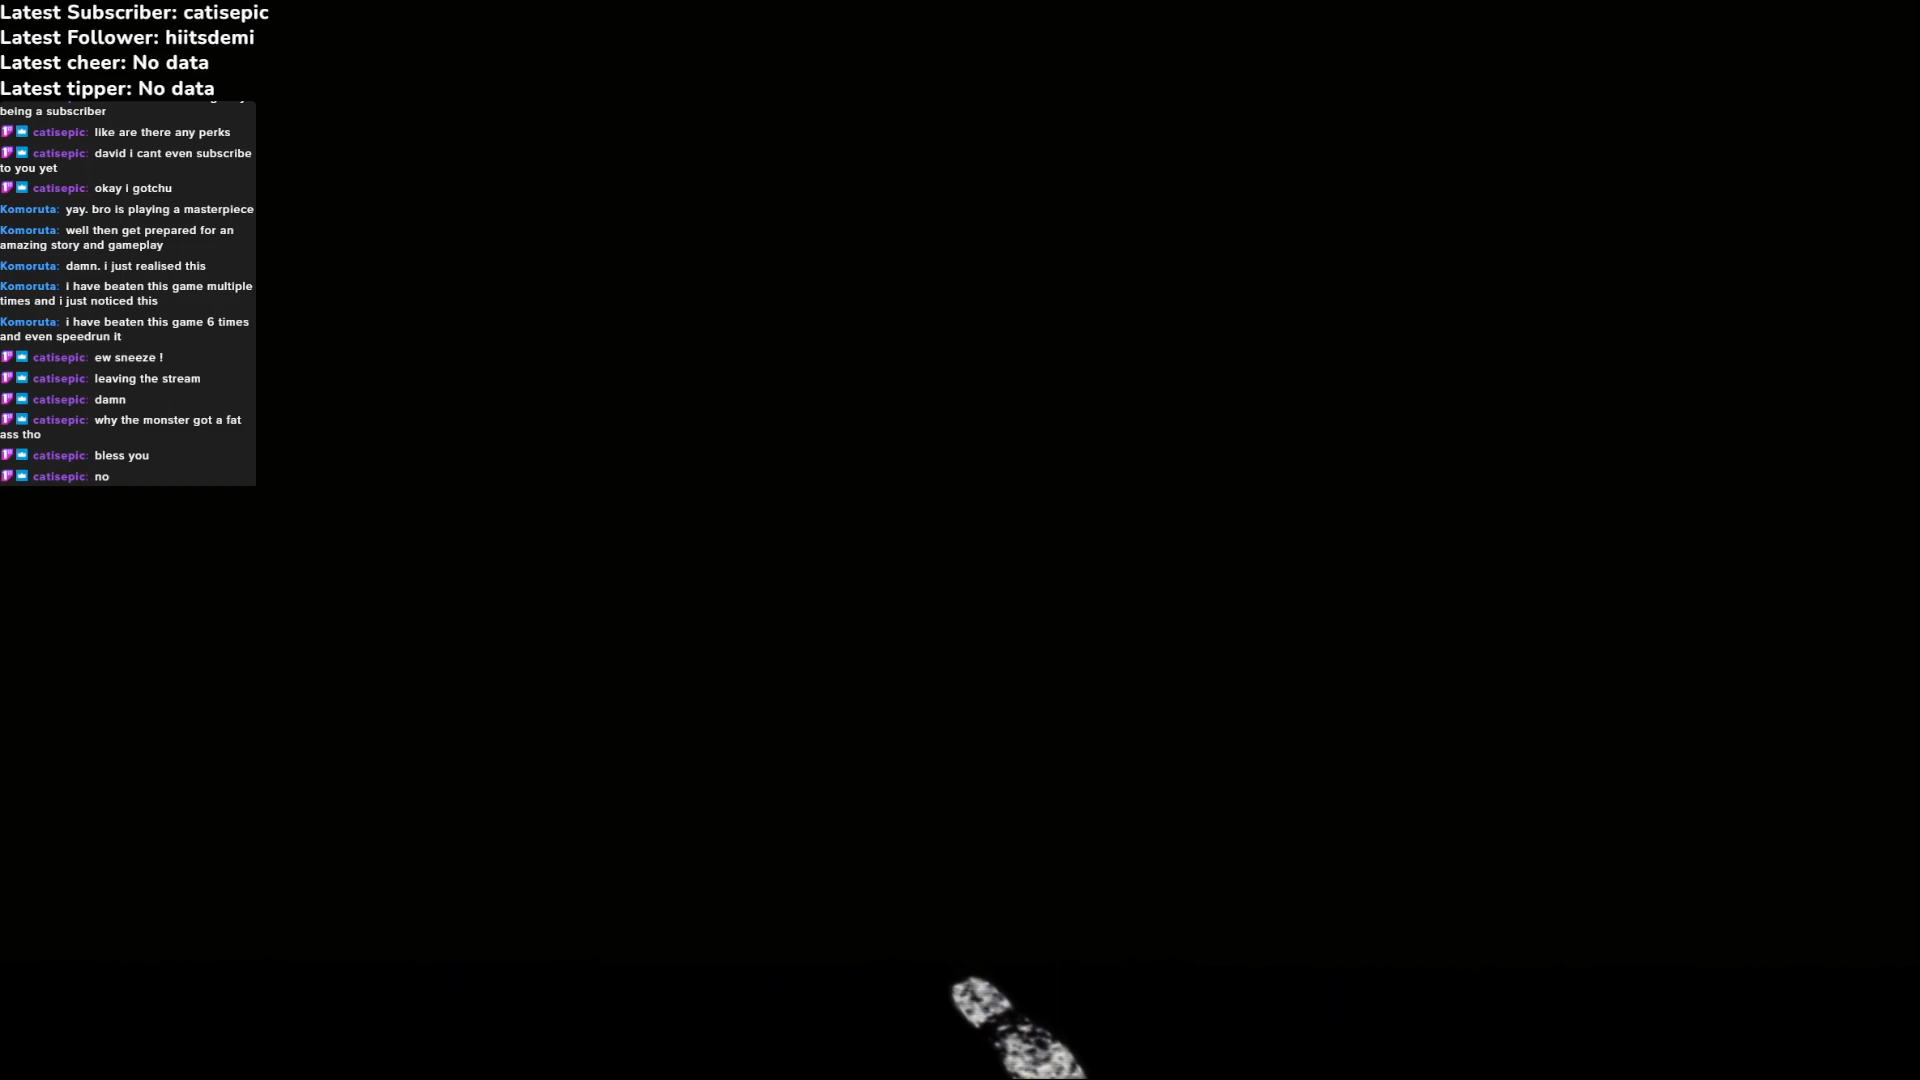 Latest Subscriber: catisepic
Latest Follower: hiitsdemi
Latest cheer: No data
Latest tipper: No data
being a subscriber
catisepic: like are there any perks
catisepic: david i cant even subscribe
to you yet
catisepic: okay i gotchu
Komoruta: yay. bro is playing a masterpiece
Komoruta: well then get prepared for an
amazing story and gameplay
Komoruta: damn. i just realised this
Komoruta: i have beaten this game multiple
times and i just noticed this
Komoruta: i have beaten this game 6 times
and even speedrun it
catisepic: ew sneeze !
catisepic: leaving the stream
catisepic: damn
catisepic: why the monster got a fat
ass tho
catisepic: bless you
catisepic: no